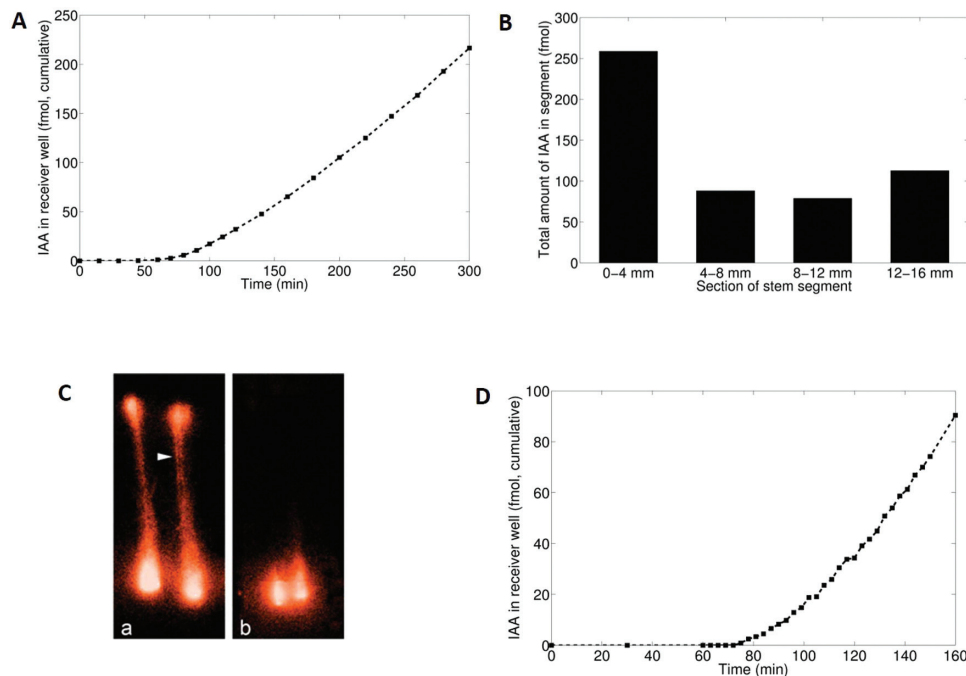 A
IAA in receiver well (fmol, cumulative)
250
200
150
100
50
0
0 50 100 150 200 250 300
Time (min)
B
Total amount of IAA in segment (fmol)
300
250
200
150
100
50
0
0-4 mm 4-8 mm 8-12 mm 12-16 mm
Section of stem segment
C
a b
D
IAA in receiver well (fmol, cumulative)
100
80
60
40
20
0
0 20 40 60 80 100 120 140 160
Time (min)